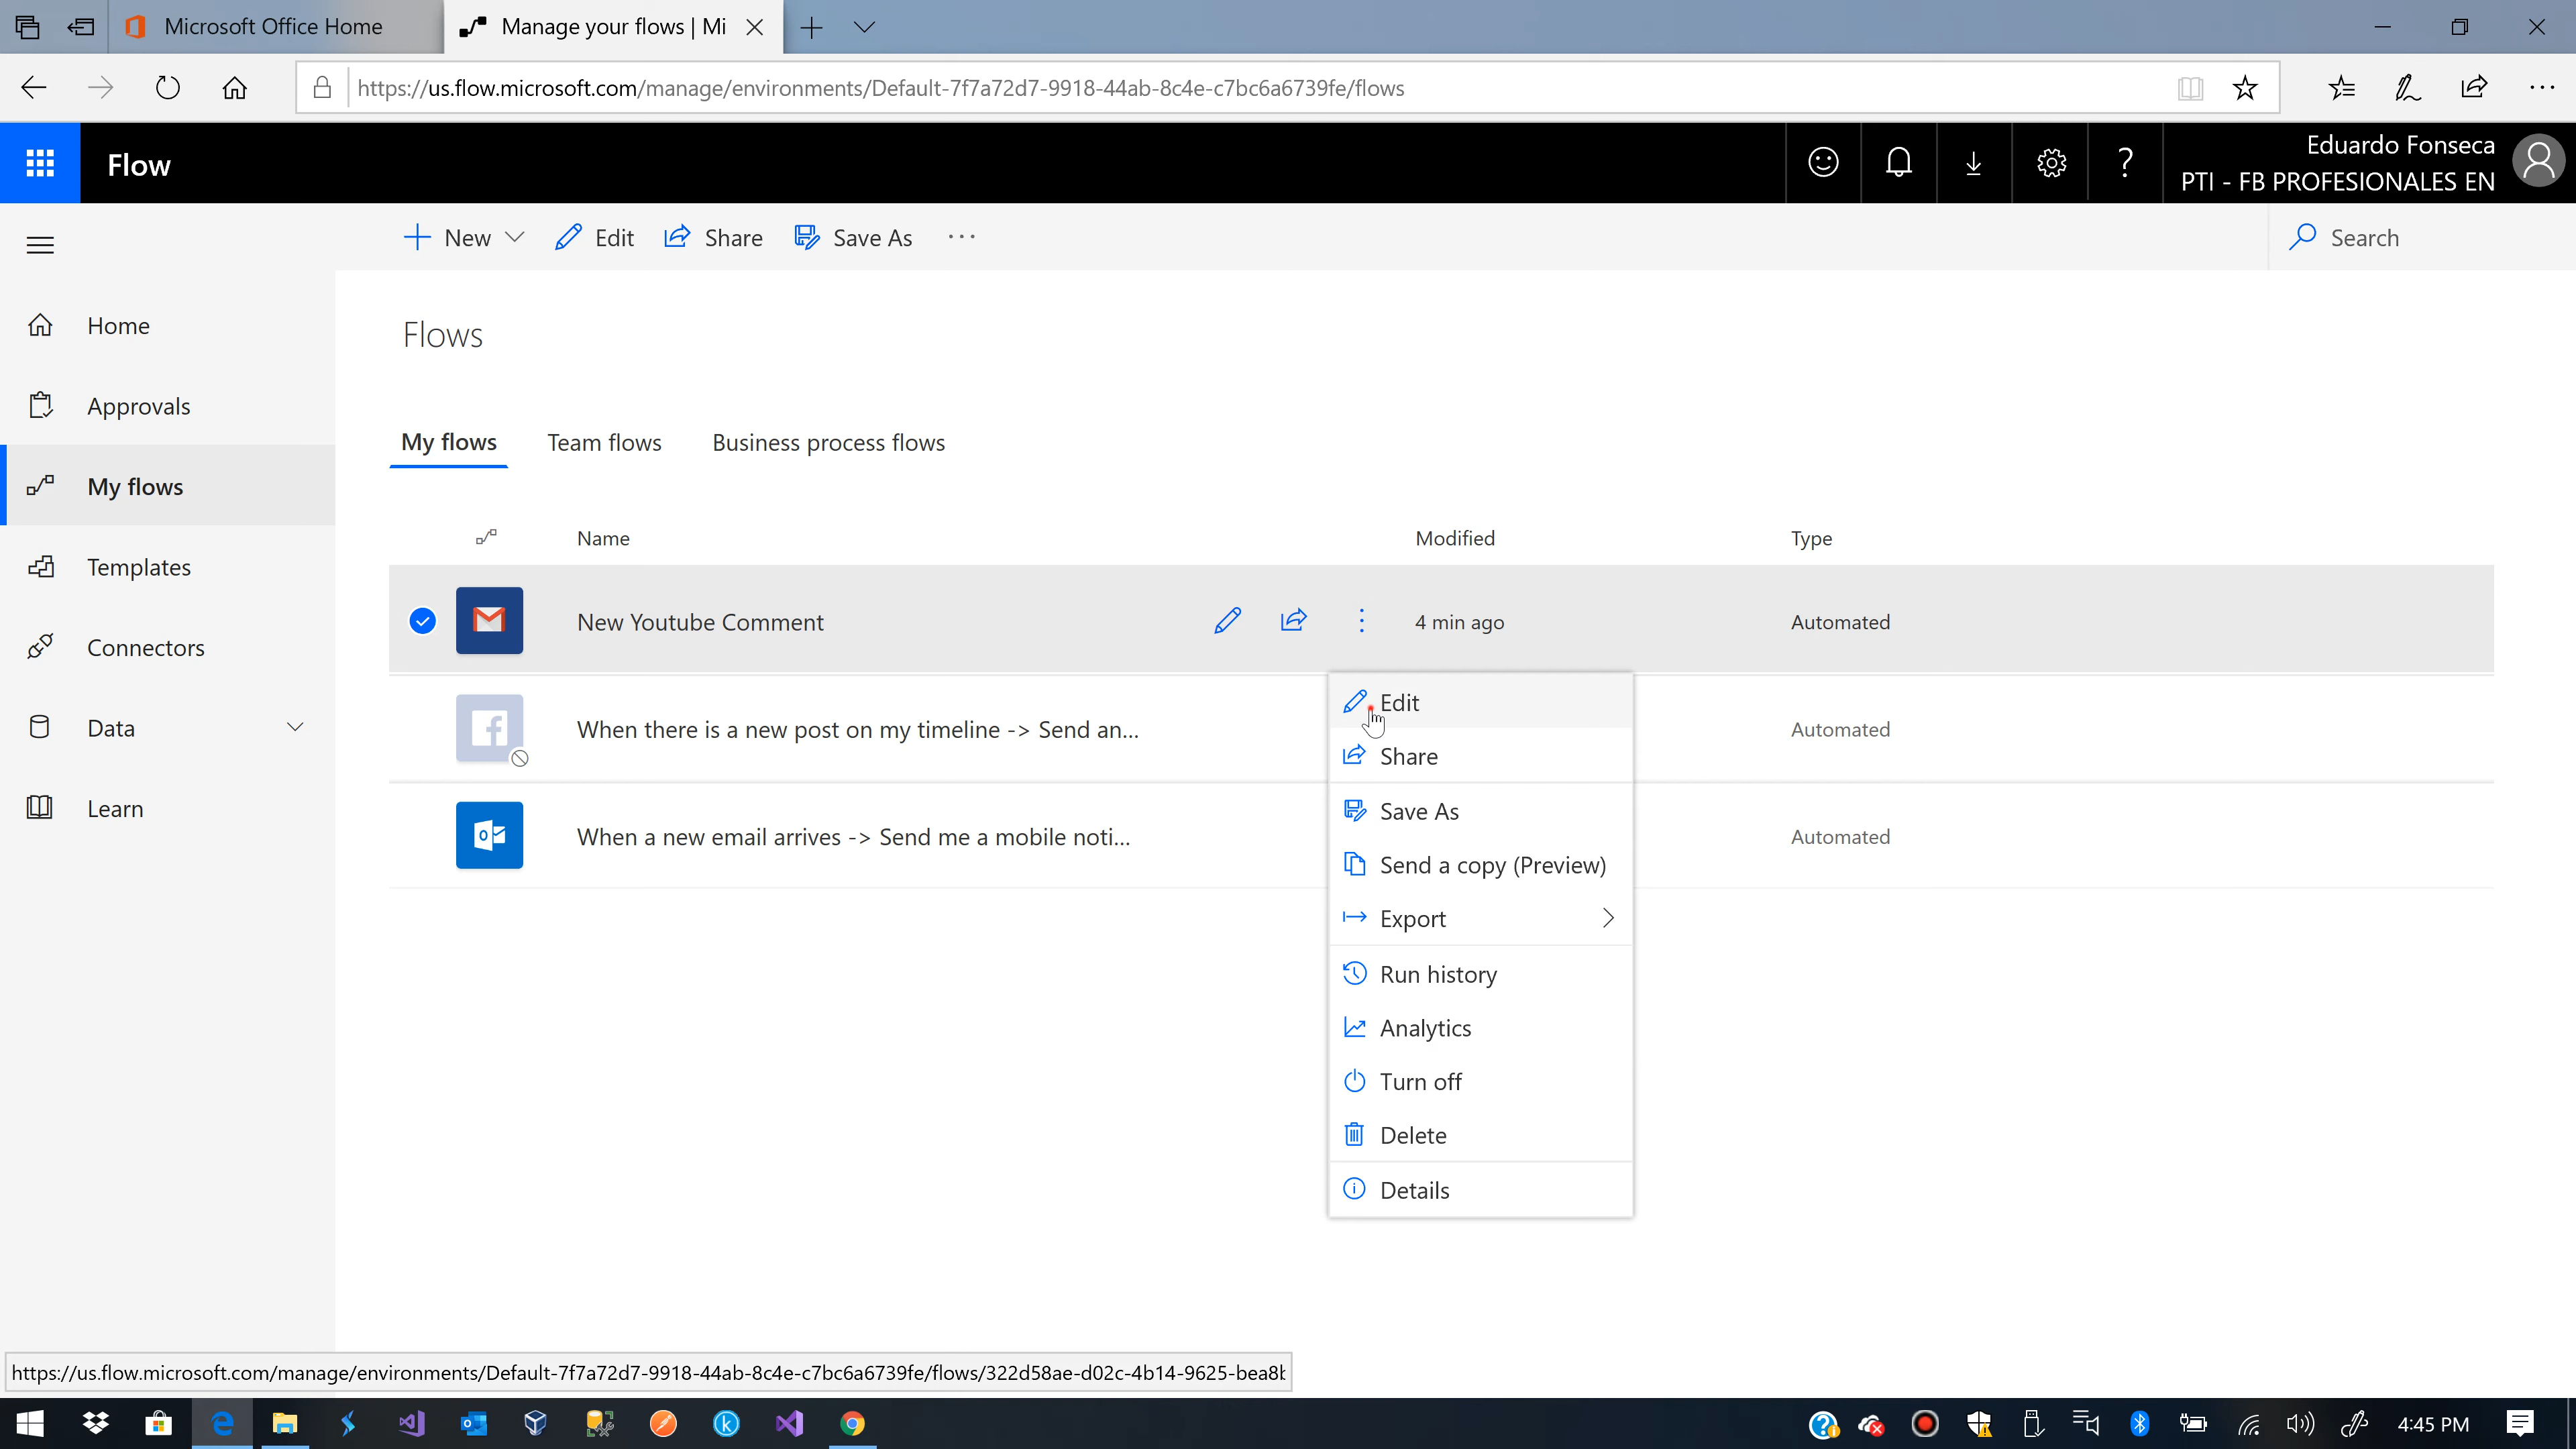 Microsoft Office Home
Manage your flows | Mi
https://us.flow.microsoft.com/manage/environments/Default-7f7a72d7-9918-44ab-8c4e-c7bc6a6739fe/flows
Flow
Eduardo Fonseca
PTI - FB PROFESIONALES EN
New
Edit
Share
Save As
Search
Home
Approvals
My flows
Templates
Connectors
Data
Learn
Flows
My flows
Team flows
Business process flows
Name
Modified
Type
New Youtube Comment
4 min ago
Automated
When there is a new post on my timeline -> Send an...
Automated
When a new email arrives -> Send me a mobile noti...
Automated
Edit
Share
Save As
Send a copy (Preview)
Export
Run history
Analytics
Turn off
Delete
Details
https://us.flow.microsoft.com/manage/environments/Default-7f7a72d7-9918-44ab-8c4e-c7bc6a6739fe/flows/322d58ae-d02c-4b14-9625-bea8
4:45 PM